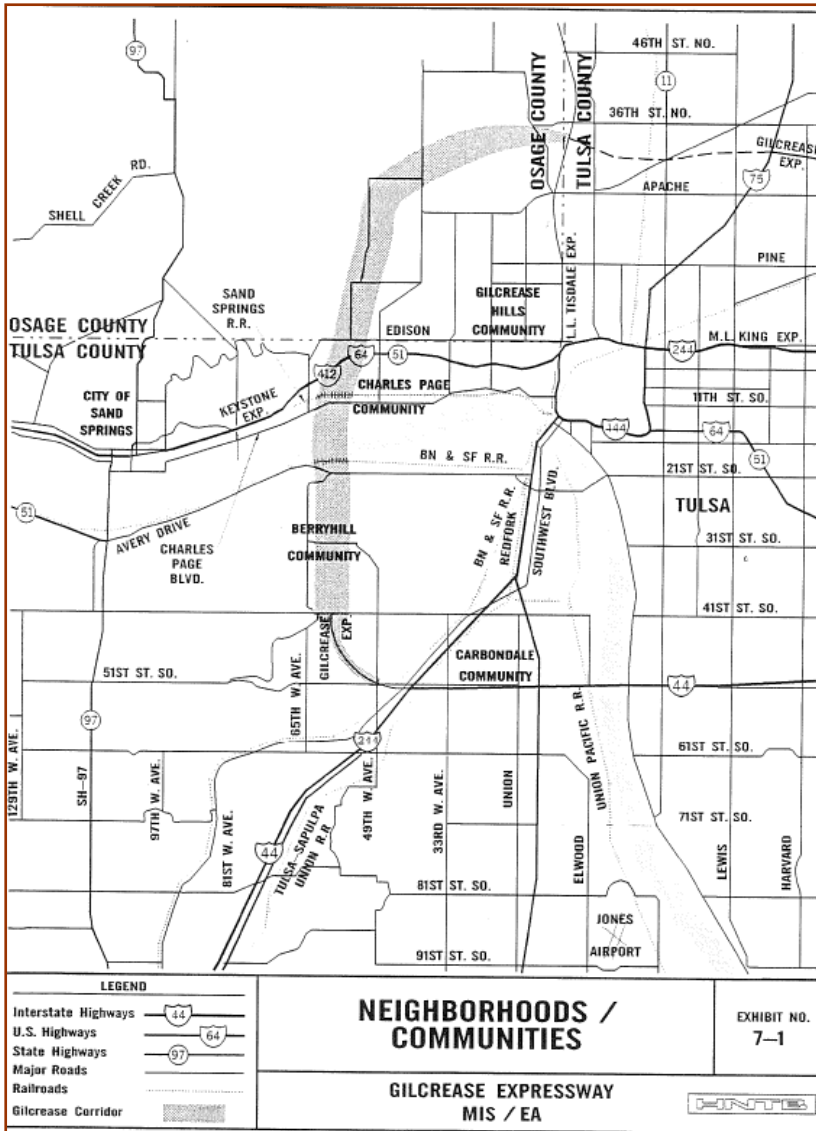 46TH ST. NO.
97
OSAGE COUNTY
TULSA COUNTY
11
36TH ST. NO.
GILCREASE
EXP.
SHELL CREEK RD.
75
APACHE
L.L. TISDALE EXP.
PINE
SAND
SPRINGS
R.R.
GILCREASE
HILLS
COMMUNITY
OSAGE COUNTY
TULSA COUNTY
EDISON
M.L. KING EXP.
64
51
244
412
CITY OF
SAND
SPRINGS
KEYSTONE
EXP.
CHARLES PAGE
COMMUNITY
11TH ST. SO.
444
64
BN & SF R.R.
21ST ST. SO.
51
51
AVERY DRIVE
BERRYHILL
COMMUNITY
BN & SF R.R.
REDFORK
SOUTHWEST BLVD.
TULSA
31ST ST. SO.
CHARLES
PAGE
BLVD.
41ST ST. SO.
GILCREASE
EXP.
CARBONDALE
COMMUNITY
51ST ST. SO.
65TH W. AVE.
44
97
UNION PACIFIC R.R.
244
61ST ST. SO.
129TH W. AVE.
SH-97
97TH W. AVE.
81ST W. AVE.
44
TULSA-SAPULPA
UNION R.R
49TH W. AVE.
33RD W. AVE.
UNION
ELWOOD
71ST ST. SO.
LEWIS
HARVARD
81ST ST. SO.
JONES
AIRPORT
91ST ST. SO.
LEGEND
Interstate Highways 44
U.S. Highways 64
State Highways 97
Major Roads
Railroads
Gilcrease Corridor
NEIGHBORHOODS /
COMMUNITIES
EXHIBIT NO.
7-1
GILCREASE EXPRESSWAY
MIS / EA
HNTB